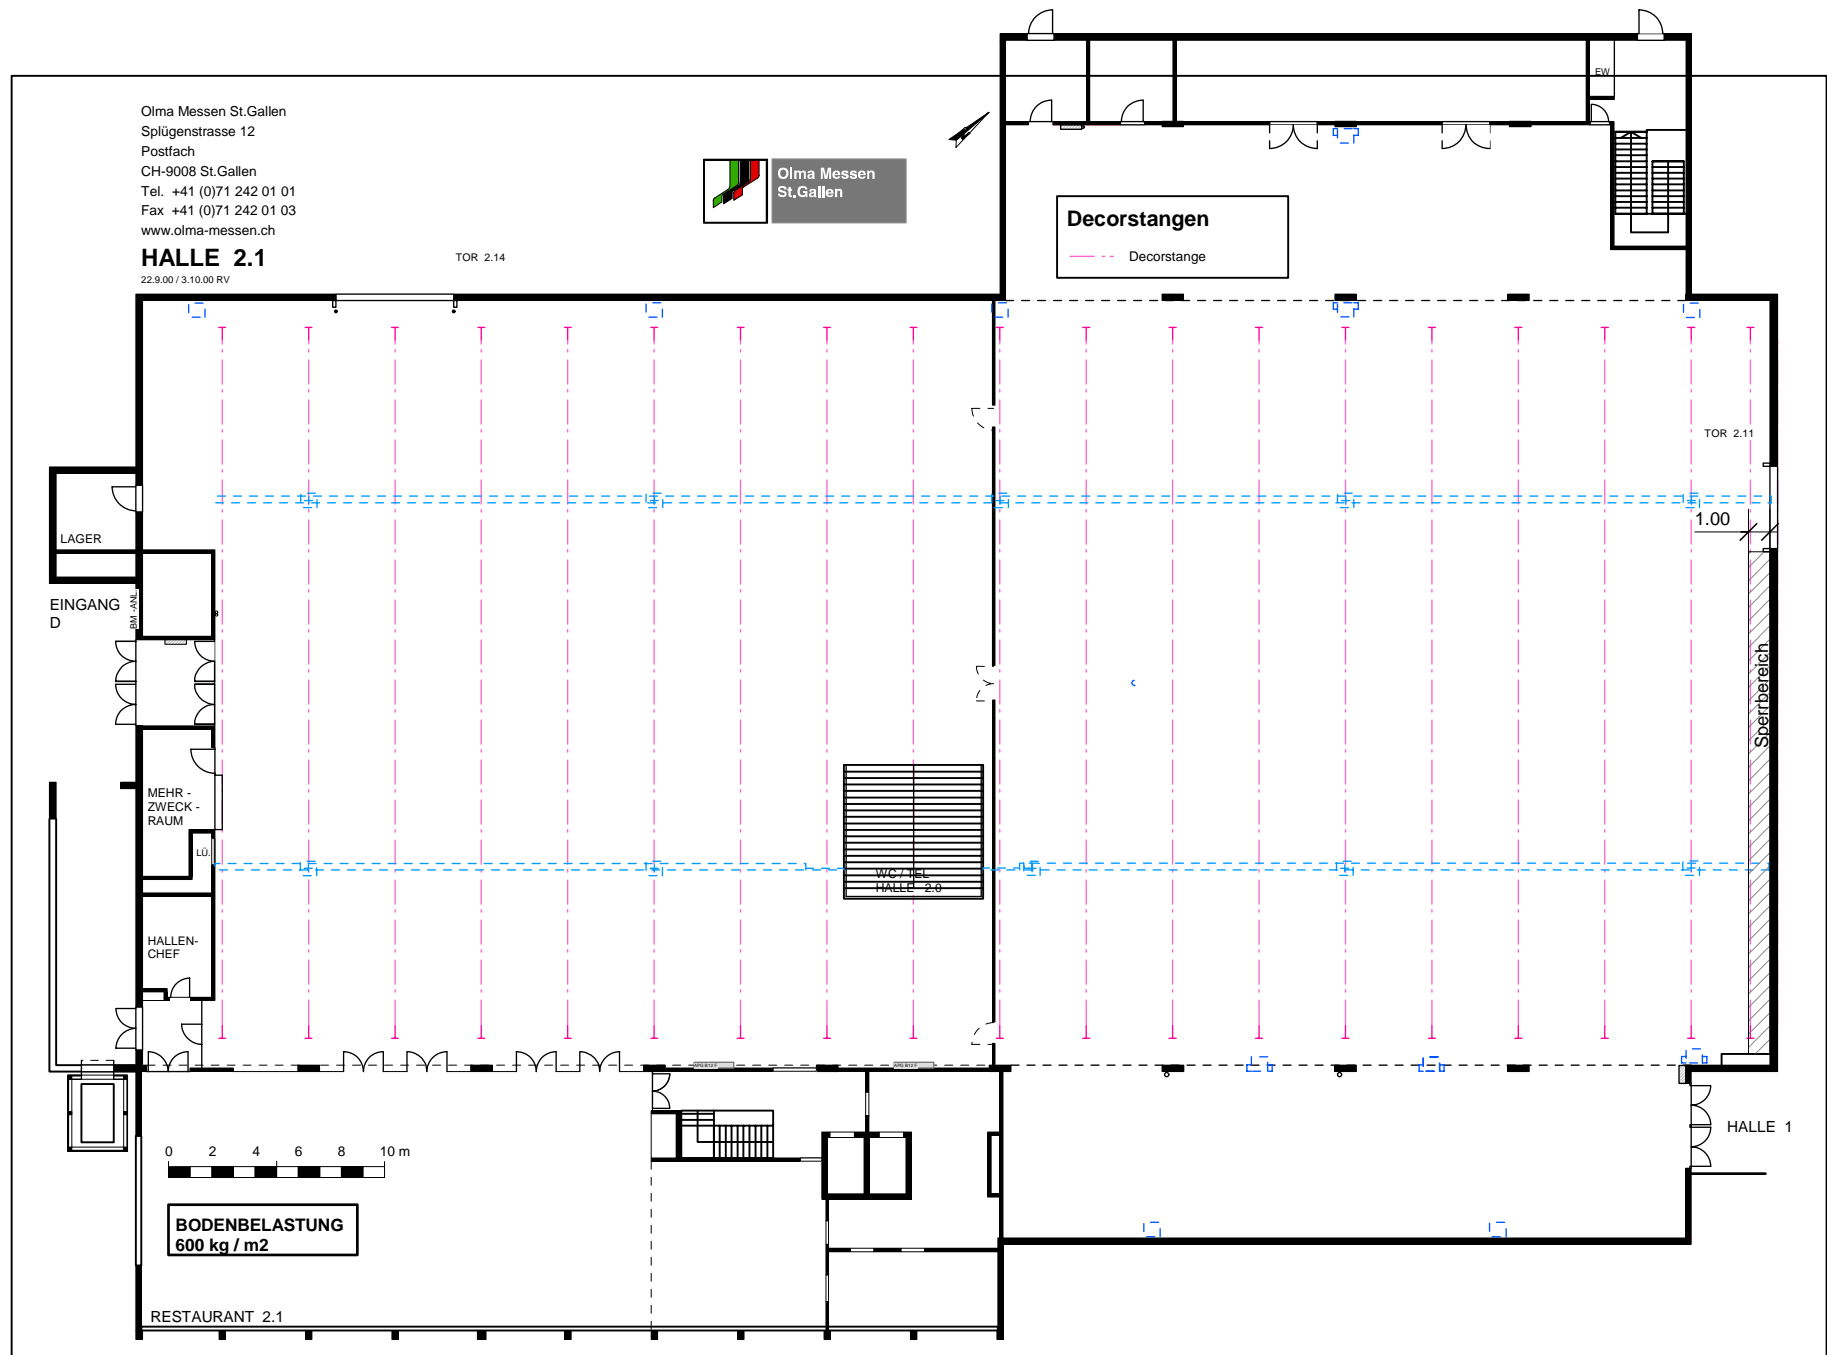 Olma Messen St.Gallen
Splügenstrasse 12
Postfach
CH-9008 St.Gallen
Tel. +41 (0)71 242 01 01
Fax +41 (0)71 242 01 03
www.olma-messen.ch
HALLE 2.1
22.9.00 / 3.10.00 RV
TOR 2.14
Olma Messen
St.Gallen
EW
Decorstangen
Decorstange
TOR 2.11
1.00
Sperrbereich
LAGER
EINGANG
D
BM -ANL.
MEHR -
ZWECK -
RAUM
LÜ.
WC / TEL
HALLE 2.0
HALLEN-
CHEF
HALLE 1
0 2 4 6 8 10 m
BODENBELASTUNG
600 kg / m2
RESTAURANT 2.1